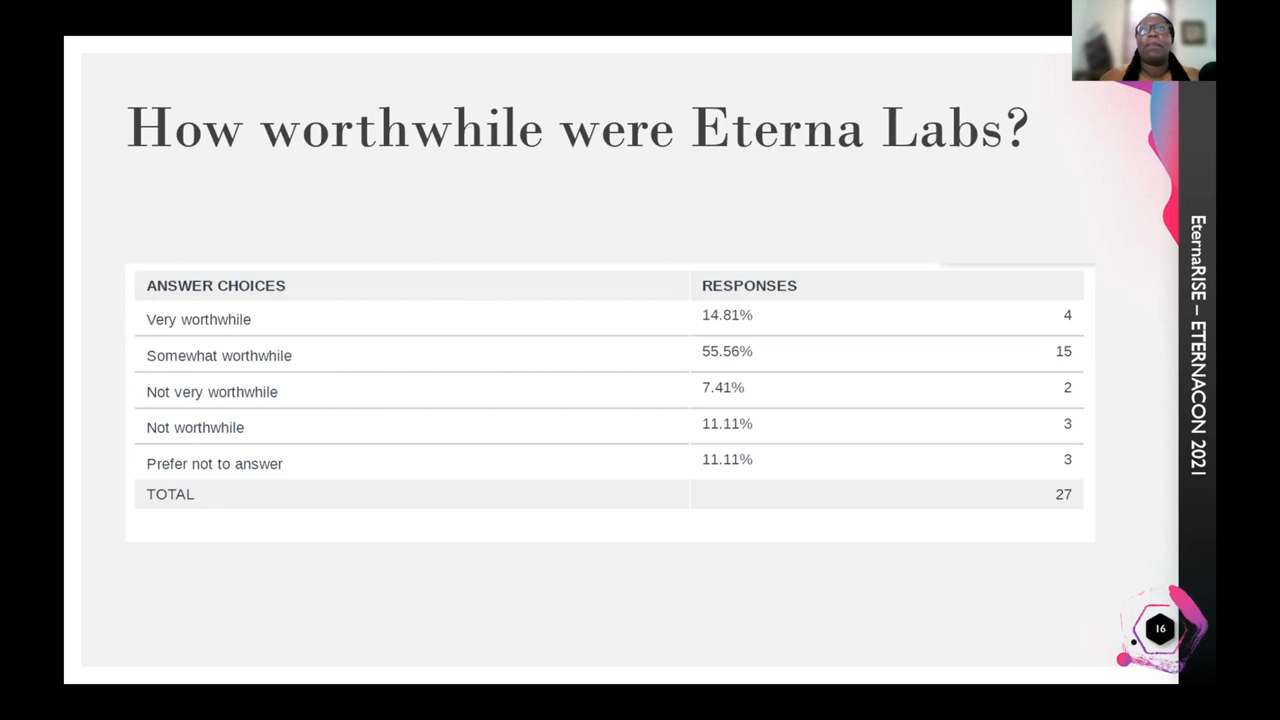 How worthwhile were Eterna Labs?
ANSWER CHOICES RESPONSES
Very worthwhile 14.81% 4
Somewhat worthwhile 55.56% 15
Not very worthwhile 7.41% 2
Not worthwhile 11.11% 3
Prefer not to answer 11.11% 3
TOTAL 27
EternaRISE – ETERNACON 2021
16